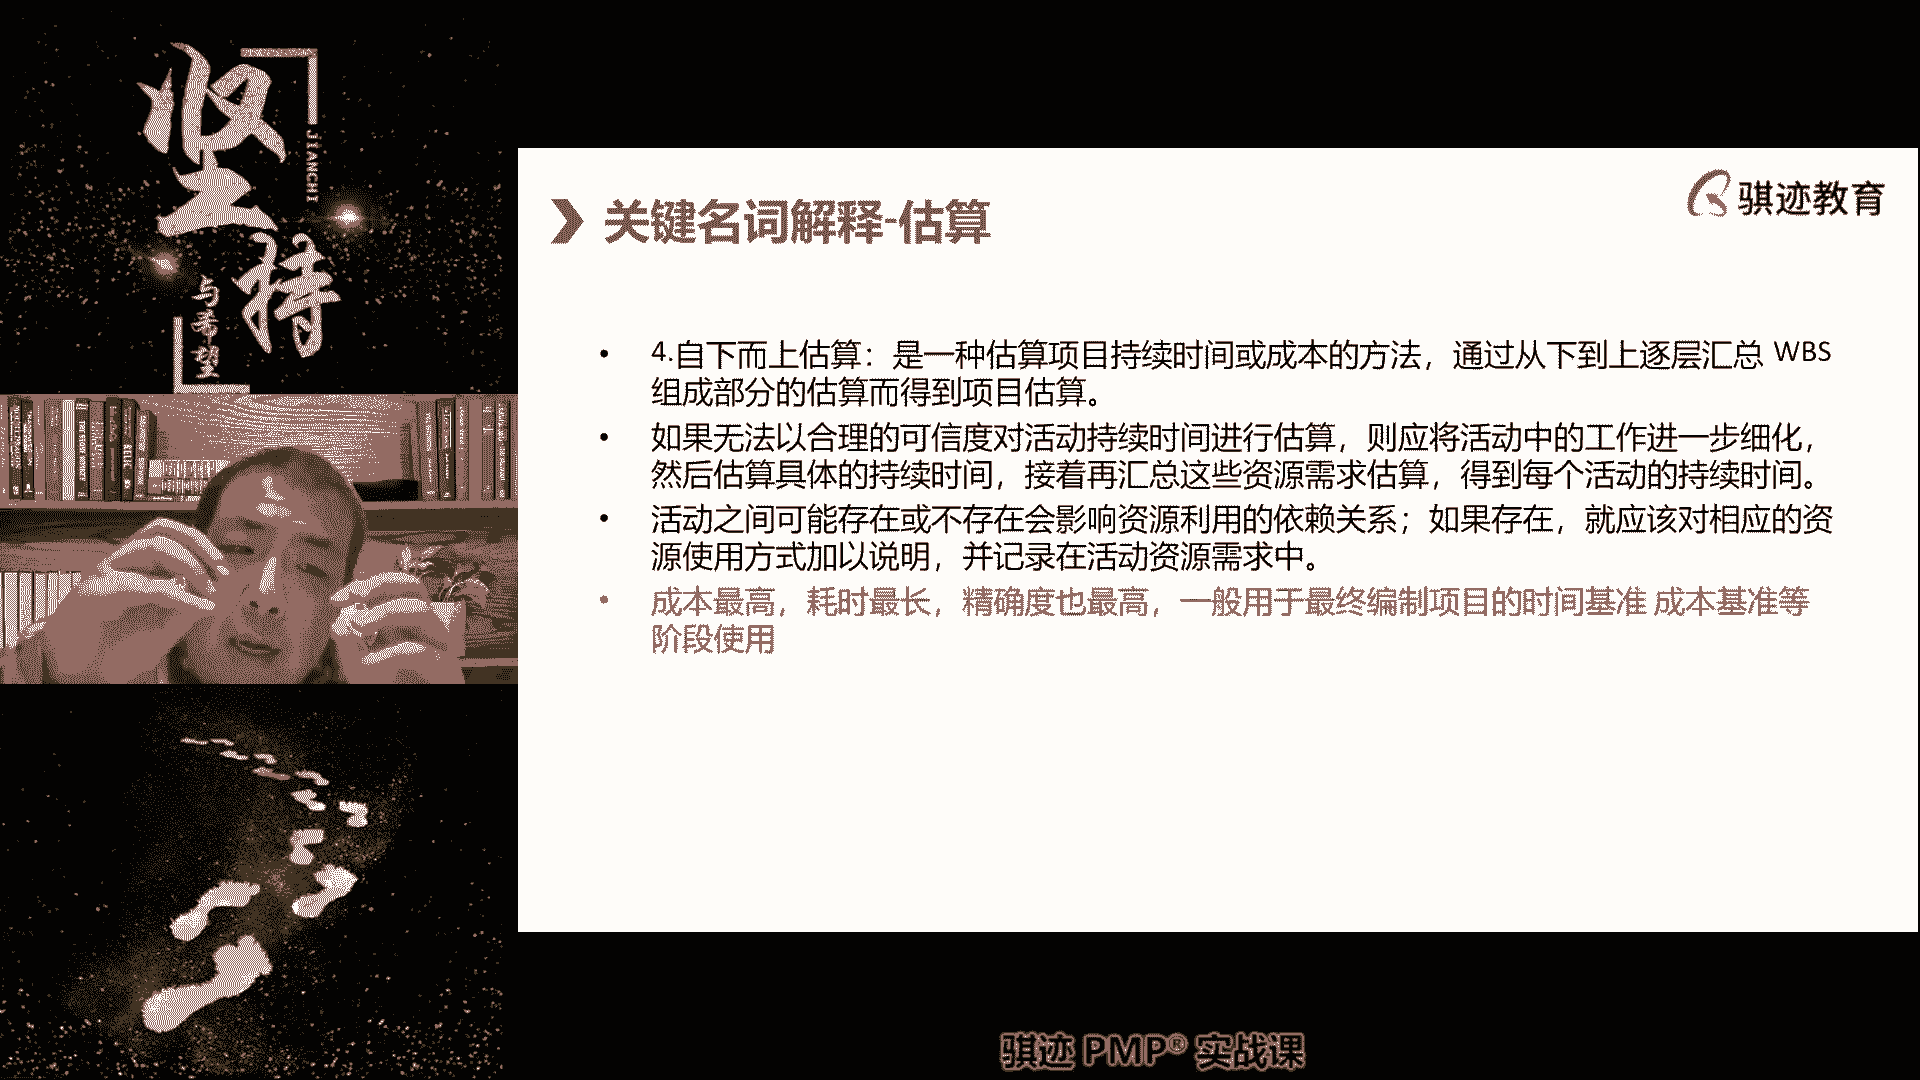 坚持
JIANCHI
与希望
骐迹教育
关键名词解释-估算
• 4.自下而上估算：是一种估算项目持续时间或成本的方法，通过从下到上逐层汇总 WBS
组成部分的估算而得到项目估算。
• 如果无法以合理的可信度对活动持续时间进行估算，则应将活动中的工作进一步细化，
然后估算具体的持续时间，接着再汇总这些资源需求估算，得到每个活动的持续时间。
• 活动之间可能存在或不存在会影响资源利用的依赖关系；如果存在，就应该对相应的资
源使用方式加以说明，并记录在活动资源需求中。
• 成本最高，耗时最长，精确度也最高，一般用于最终编制项目的时间基准 成本基准等
阶段使用
骐迹 PMP® 实战课